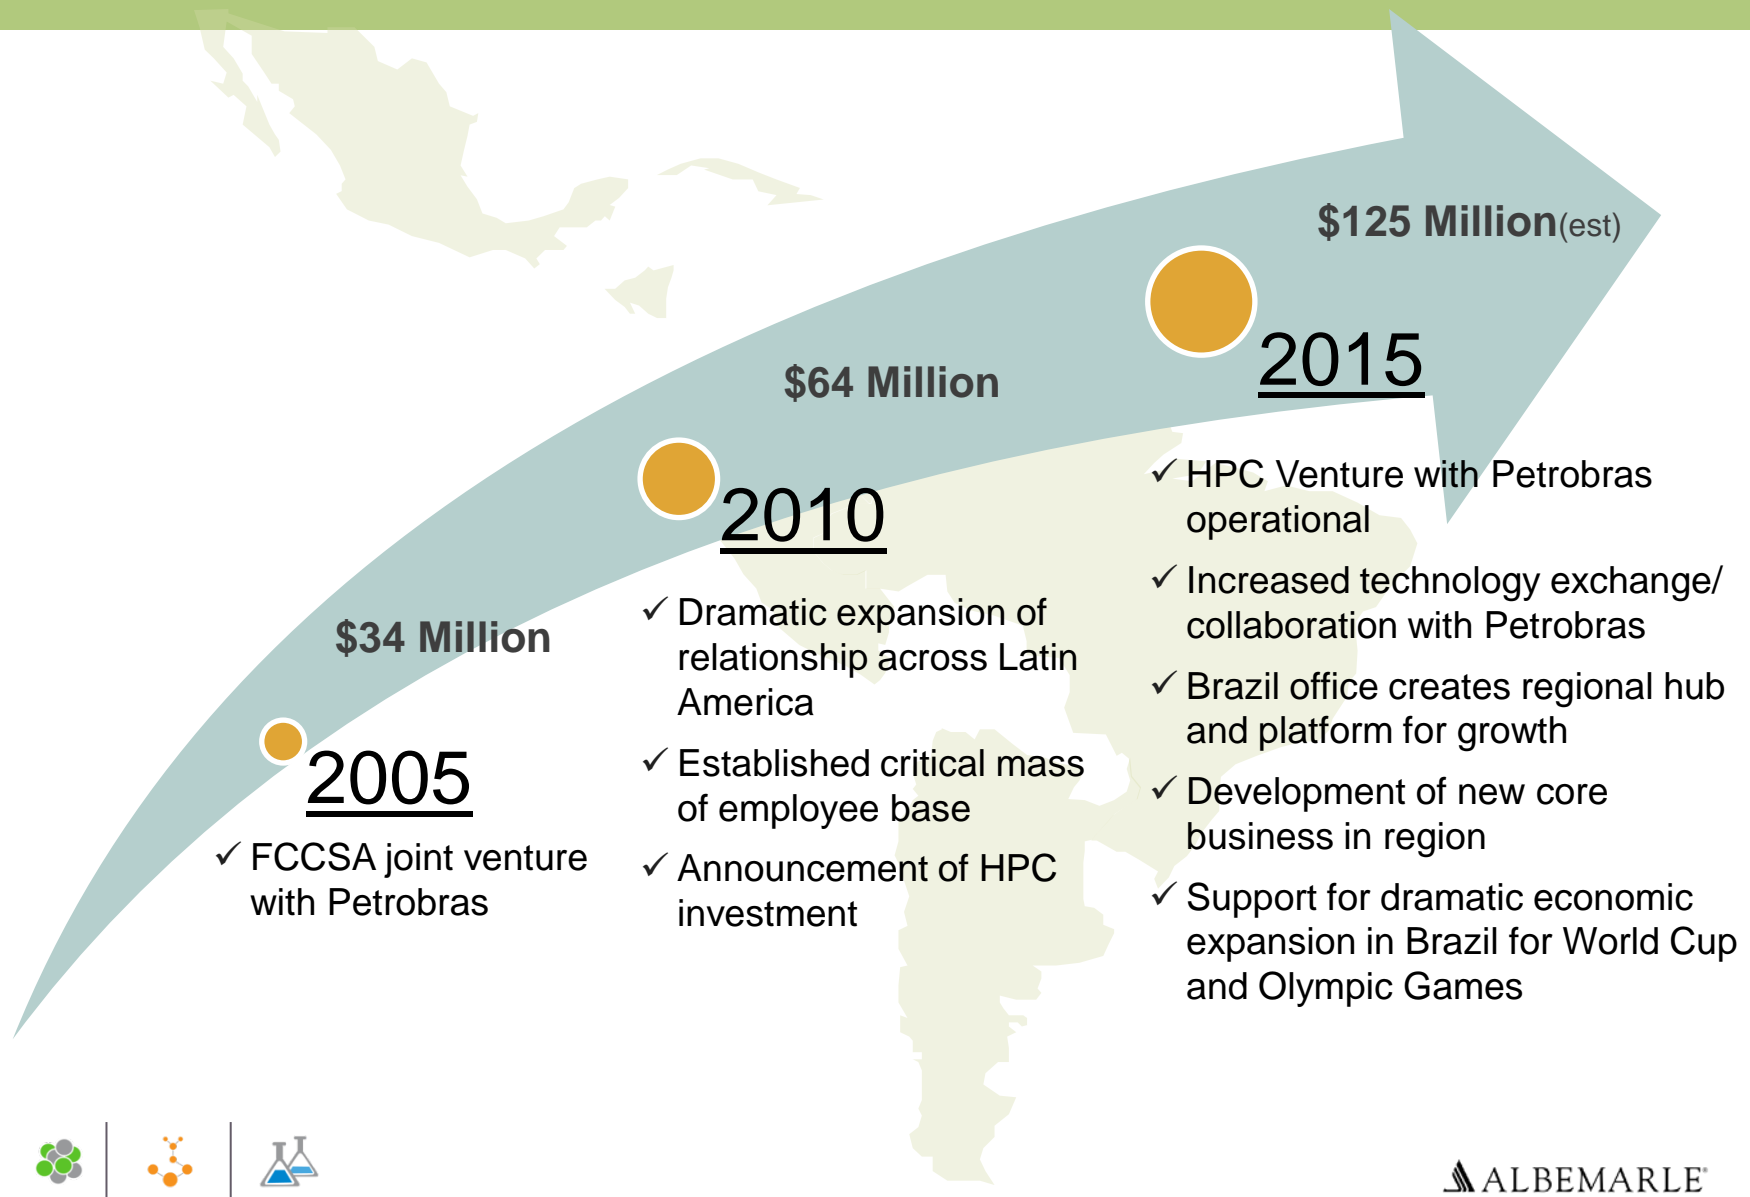 $125 Million(est)
2015
$64 Million
2010
$34 Million
2005
✓ FCCSA joint venture
with Petrobras
✓ Dramatic expansion of
relationship across Latin
America
✓ Established critical mass
of employee base
✓ Announcement of HPC
investment
✓ HPC Venture with Petrobras
operational
✓ Increased technology exchange/
collaboration with Petrobras
✓ Brazil office creates regional hub
and platform for growth
✓ Development of new core
business in region
✓ Support for dramatic economic
expansion in Brazil for World Cup
and Olympic Games
ALBEMARLE®